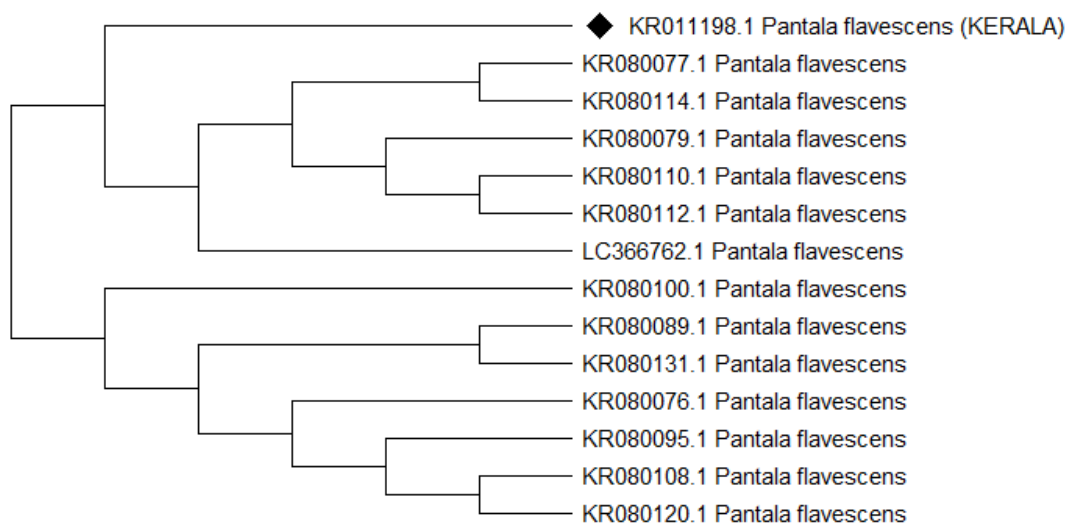 KR011198.1 Pantala flavescens (KERALA)
KR080077.1 Pantala flavescens
KR080114.1 Pantala flavescens
KR080079.1 Pantala flavescens
KR080110.1 Pantala flavescens
KR080112.1 Pantala flavescens
LC366762.1 Pantala flavescens
KR080100.1 Pantala flavescens
KR080089.1 Pantala flavescens
KR080131.1 Pantala flavescens
KR080076.1 Pantala flavescens
KR080095.1 Pantala flavescens
KR080108.1 Pantala flavescens
KR080120.1 Pantala flavescens